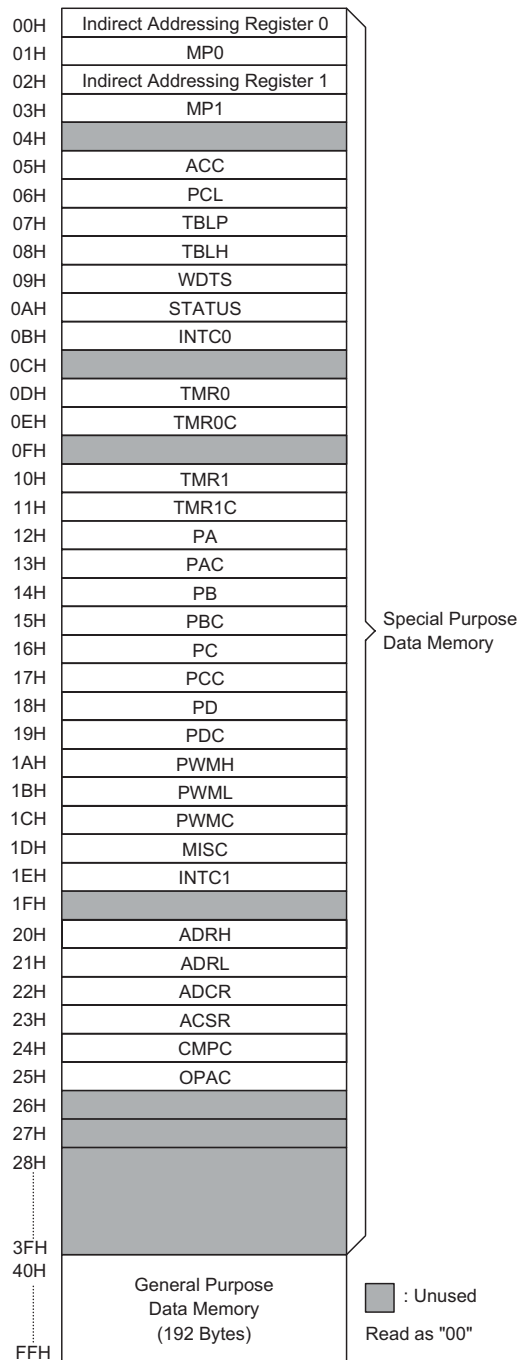 00H Indirect Addressing Register 0
01H MP0
02H Indirect Addressing Register 1
03H MP1
04H
05H ACC
06H PCL
07H TBLP
08H TBLH
09H WDTS
0AH STATUS
0BH INTC0
0CH
0DH TMR0
0EH TMR0C
0FH
10H TMR1
11H TMR1C
12H PA
13H PAC
14H PB
15H PBC
16H PC
17H PCC
18H PD
19H PDC
1AH PWMH
1BH PWML
1CH PWMC
1DH MISC
1EH INTC1
1FH
20H ADRH
21H ADRL
22H ADCR
23H ACSR
24H CMPC
25H OPAC
26H
27H
28H
3FH
Special Purpose
Data Memory
40H
General Purpose
Data Memory
(192 Bytes)
FFH
: Unused
Read as "00"